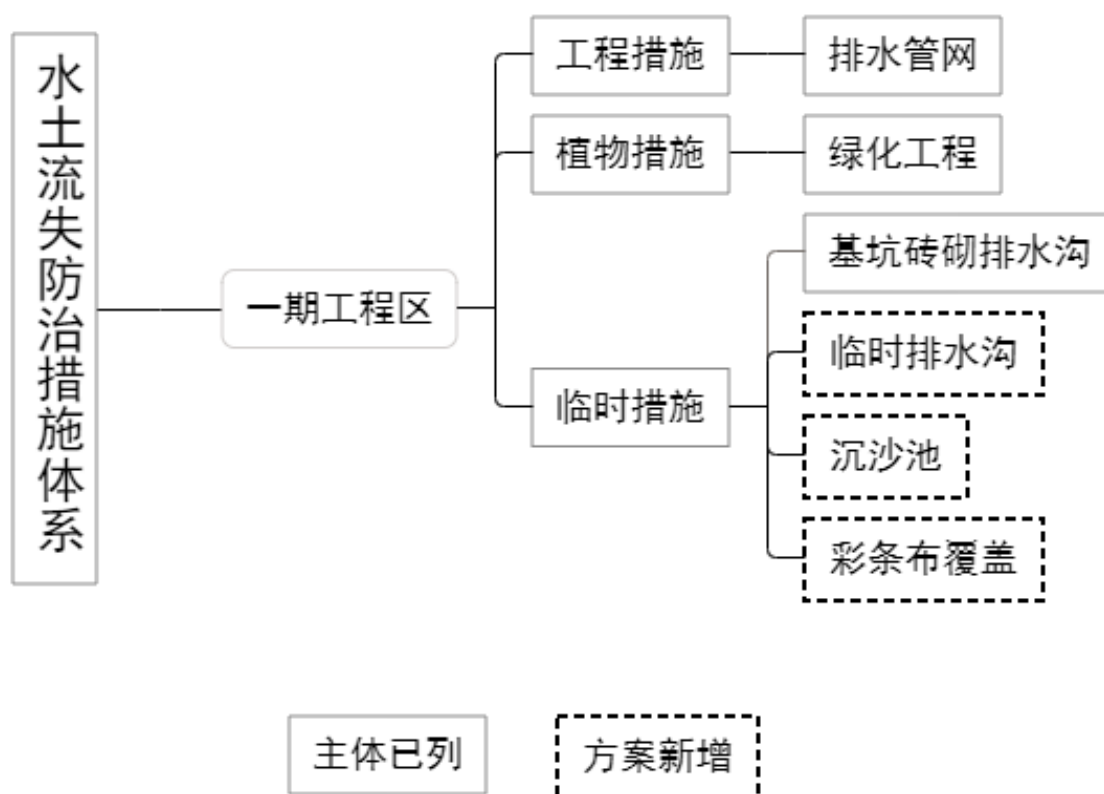 水土流失防治措施体系
一期工程区
工程措施
排水管网
植物措施
绿化工程
临时措施
基坑砖砌排水沟
临时排水沟
沉沙池
彩条布覆盖
主体已列
方案新增